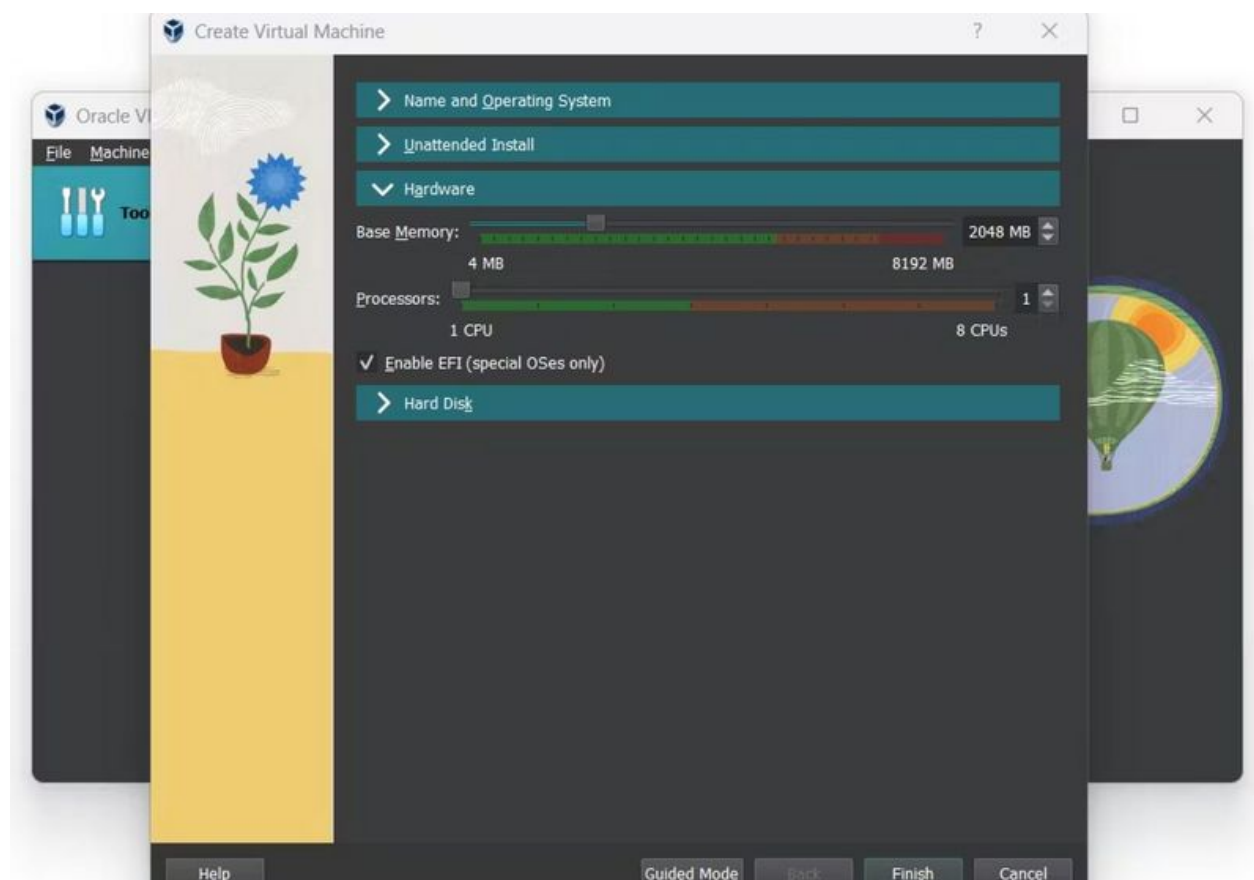 Create Virtual Machine
?
Oracle VI
File Machine
Too
Name and Operating System
Unattended Install
Hardware
Base Memory: 2048 MB
4 MB 8192 MB
Processors: 1
1 CPU 8 CPUs
Enable EFI (special OSes only)
Hard Disk
Help Guided Mode Back Finish Cancel